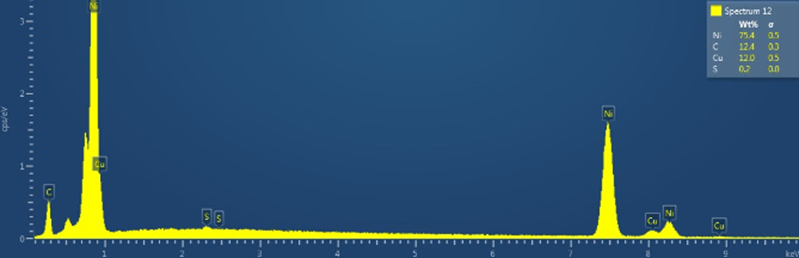 Ni
Spectrum 12
Wt% σ
Ni 75.4 0.5
C 12.4 0.3
Cu 12.0 0.5
S 0.2 0.0
3
2
cps/eV
Ni
1
Cu
C
S S
Cu Ni Cu
0
1 2 3 4 5 6 7 8 9 keV